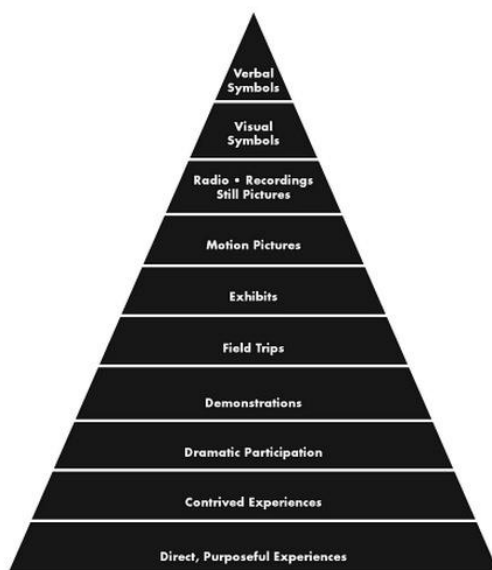 Verbal
Symbols
Visual
Symbols
Radio • Recordings
Still Pictures
Motion Pictures
Exhibits
Field Trips
Demonstrations
Dramatic Participation
Contrived Experiences
Direct, Purposeful Experiences